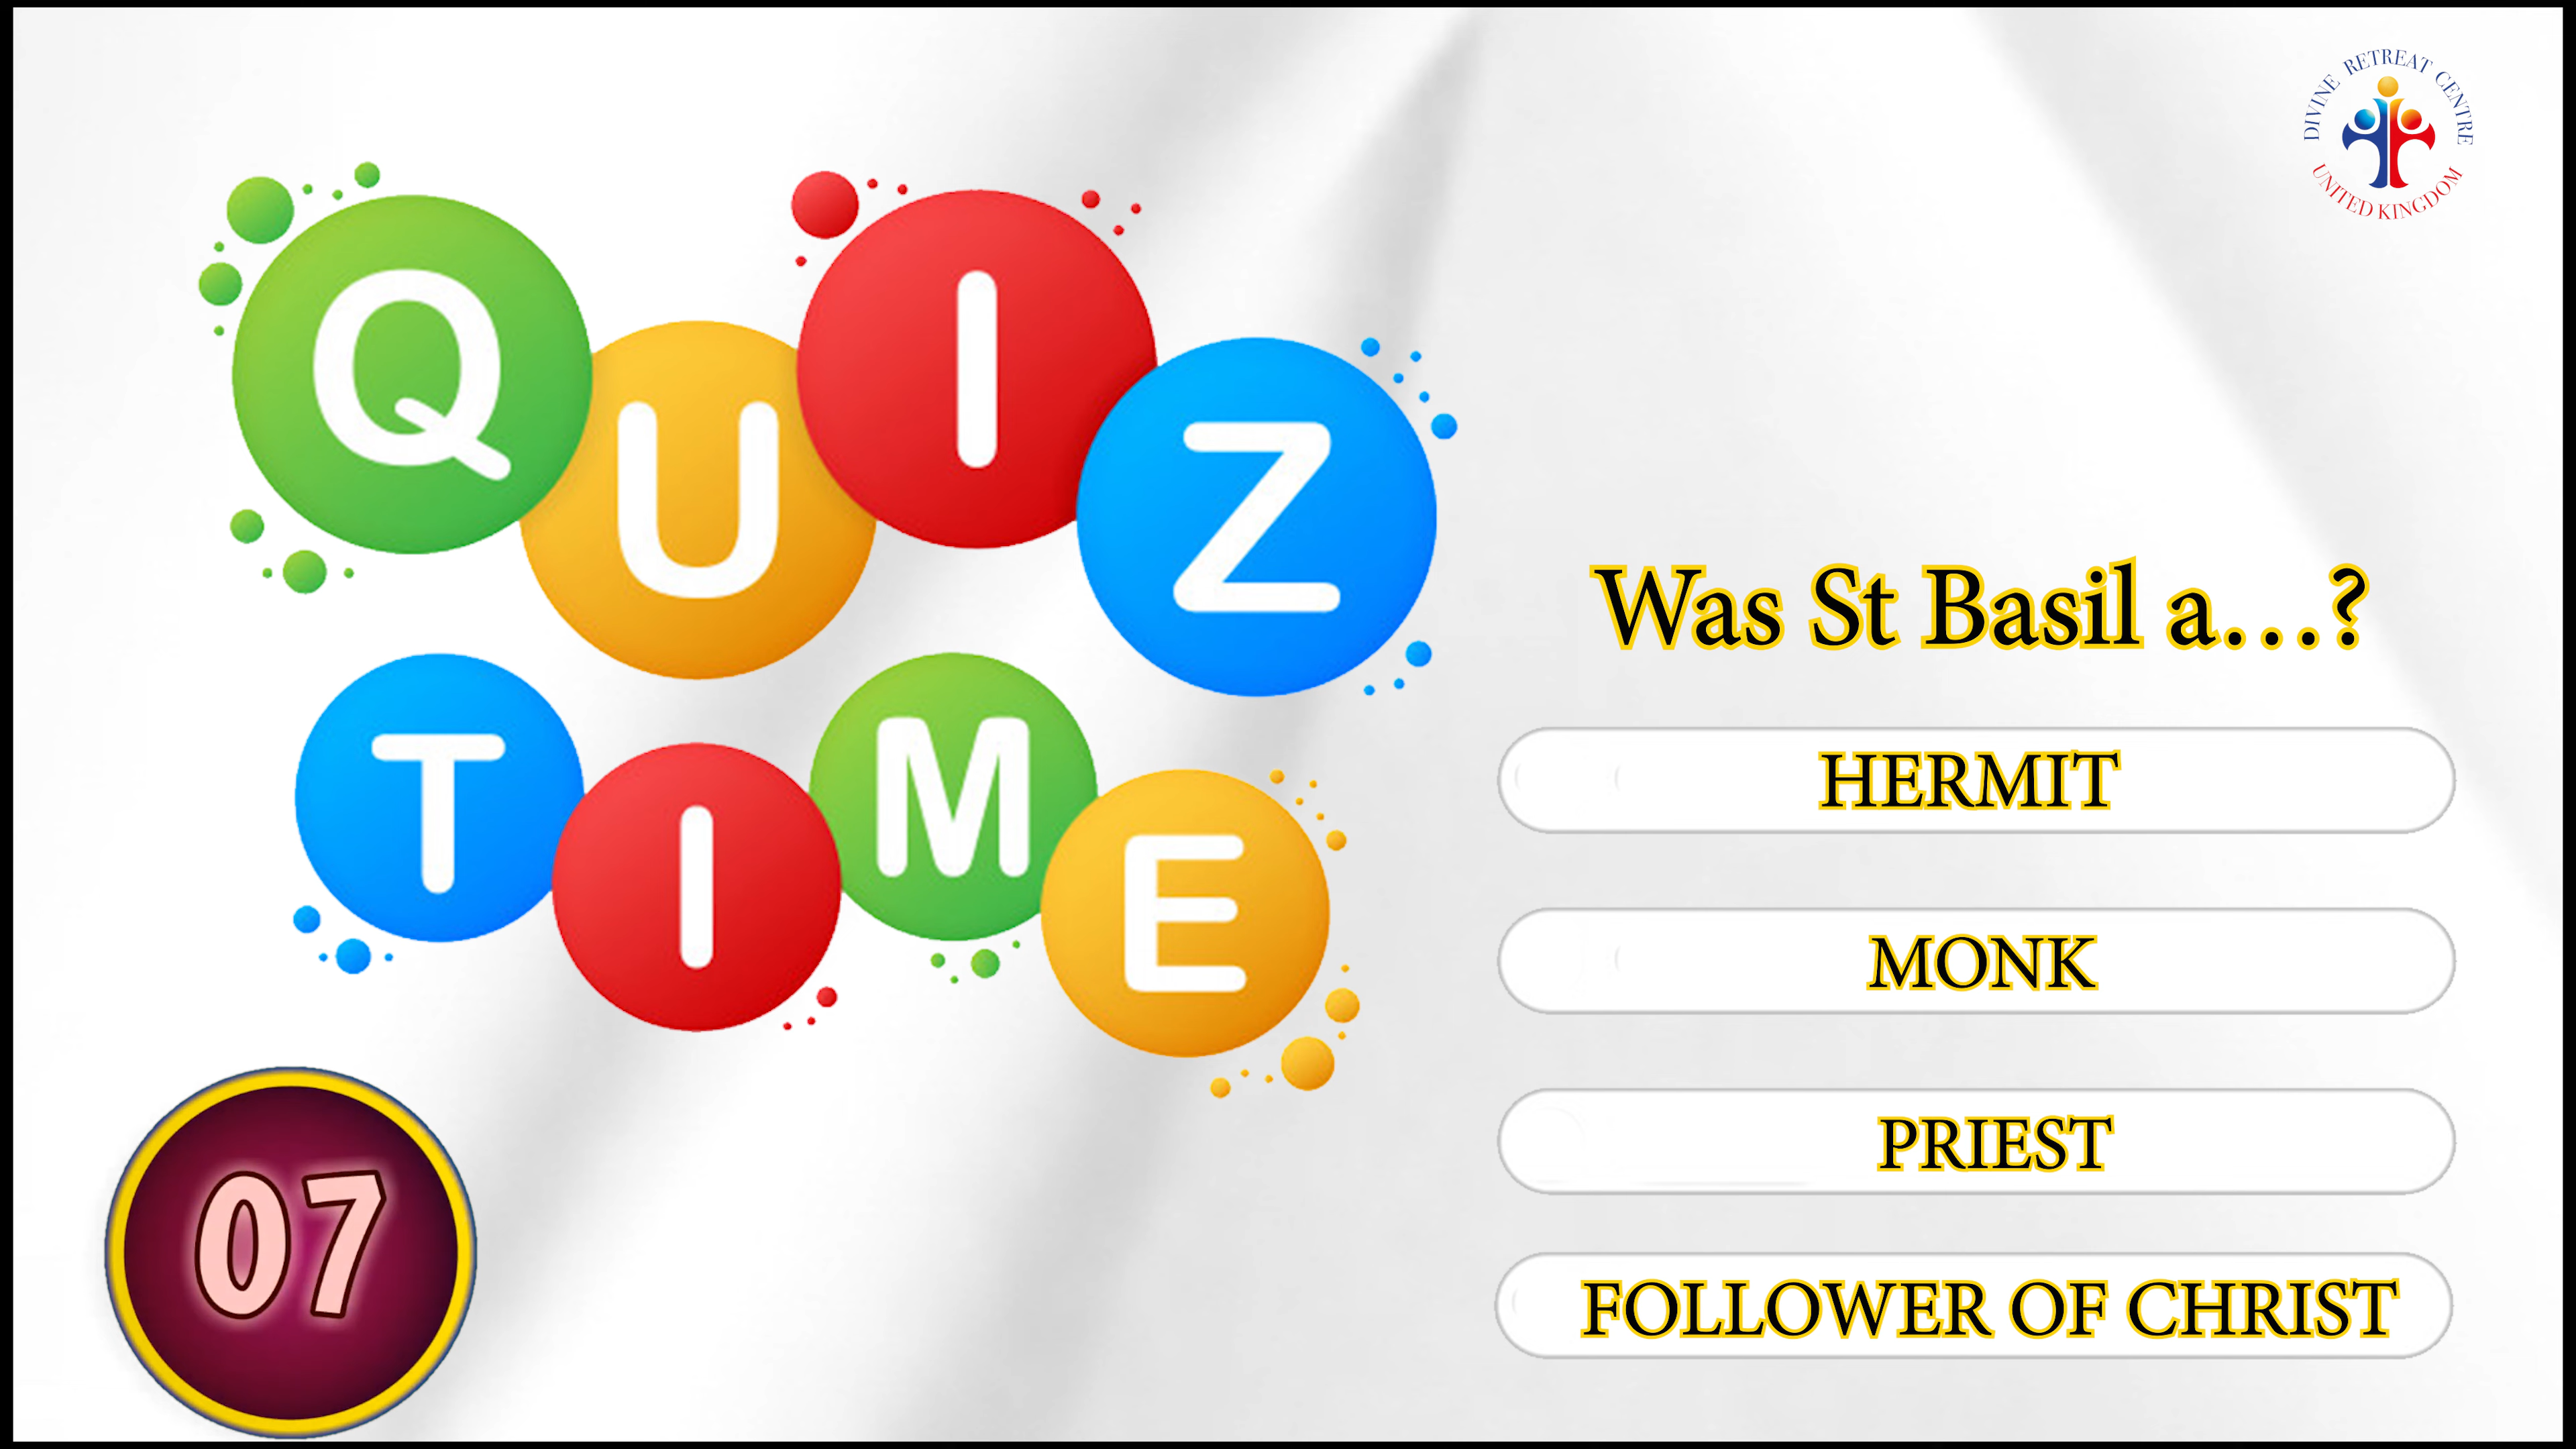 DIVINE RETREAT CENTRE
UNITED KINGDOM
QUIZ
TIME
Was St Basil a...?
HERMIT
MONK
PRIEST
FOLLOWER OF CHRIST
07